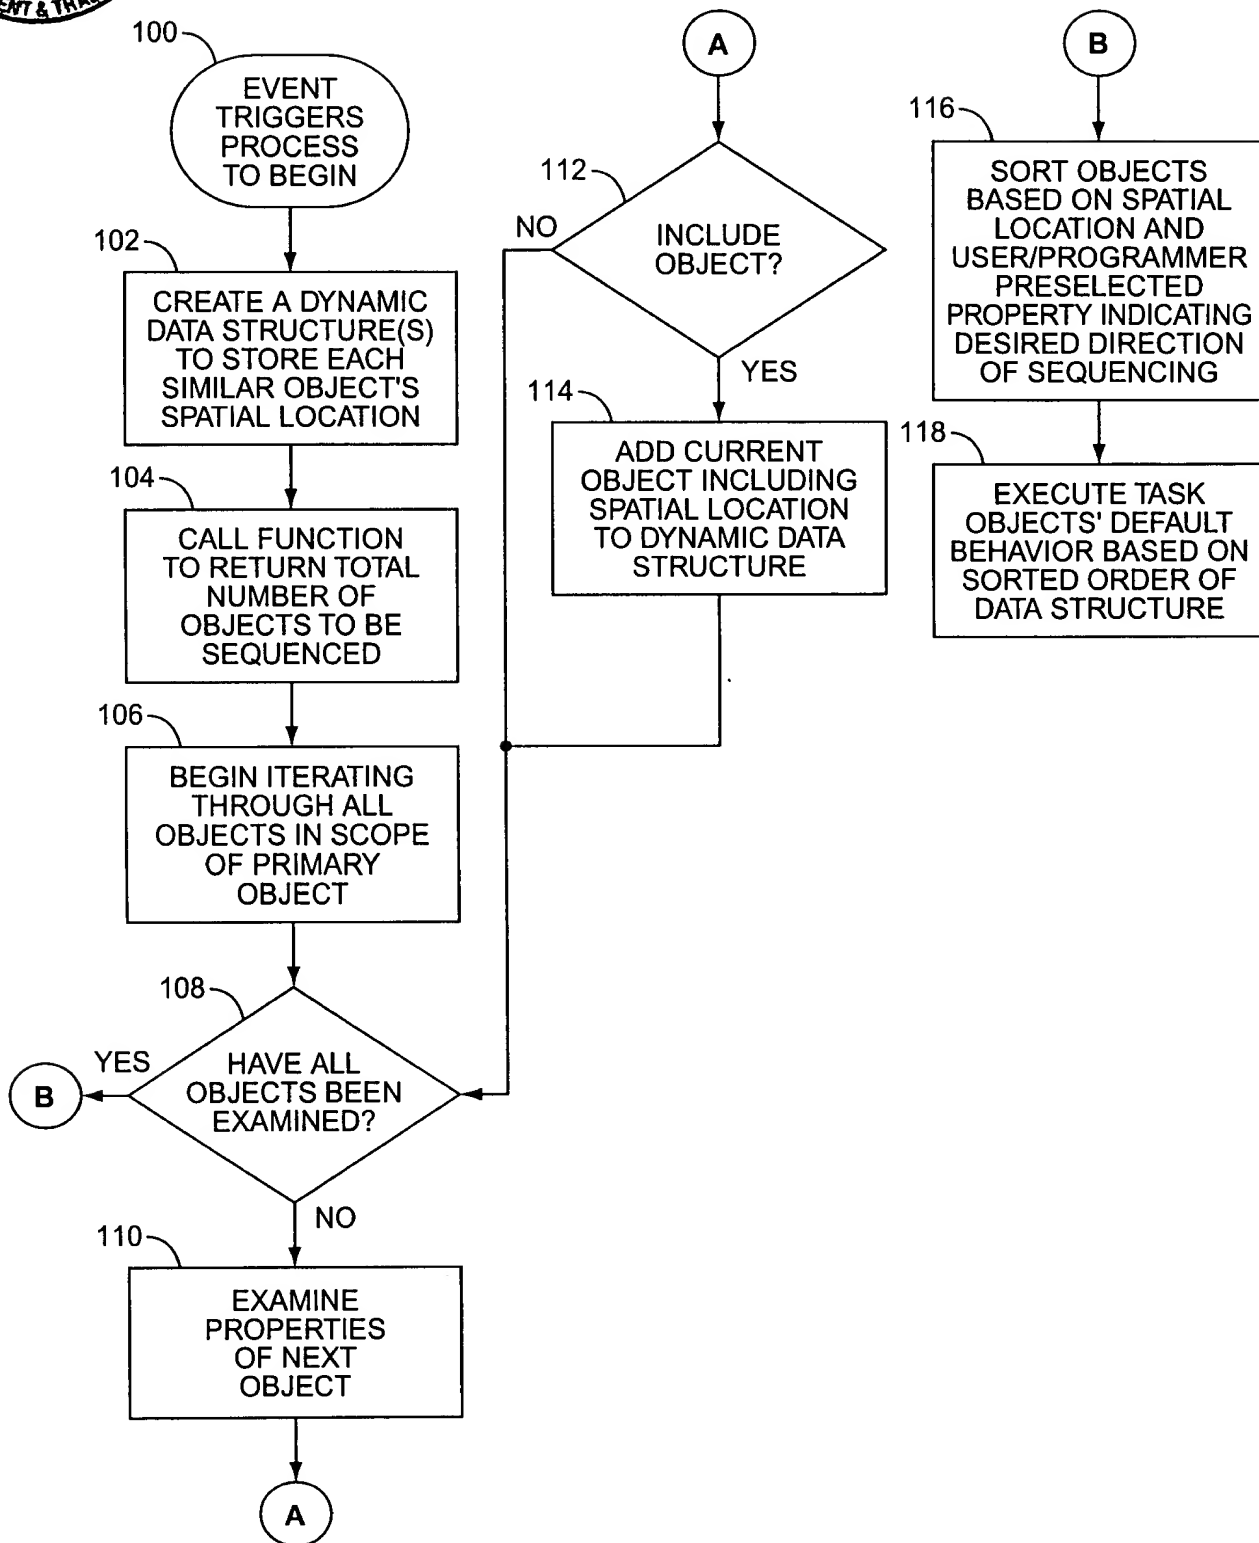 ENT & TRA
100
EVENT
TRIGGERS
PROCESS
TO BEGIN
102
CREATE A DYNAMIC
DATA STRUCTURE(S)
TO STORE EACH
SIMILAR OBJECT'S
SPATIAL LOCATION
104
CALL FUNCTION
TO RETURN TOTAL
NUMBER OF
OBJECTS TO BE
SEQUENCED
106
BEGIN ITERATING
THROUGH ALL
OBJECTS IN SCOPE
OF PRIMARY
OBJECT
108
HAVE ALL
OBJECTS BEEN
EXAMINED?
YES
B
NO
110
EXAMINE
PROPERTIES
OF NEXT
OBJECT
A
A
112
INCLUDE
OBJECT?
NO
YES
114
ADD CURRENT
OBJECT INCLUDING
SPATIAL LOCATION
TO DYNAMIC DATA
STRUCTURE
B
116
SORT OBJECTS
BASED ON SPATIAL
LOCATION AND
USER/PROGRAMMER
PRESELECTED
PROPERTY INDICATING
DESIRED DIRECTION
OF SEQUENCING
118
EXECUTE TASK
OBJECTS' DEFAULT
BEHAVIOR BASED ON
SORTED ORDER OF
DATA STRUCTURE